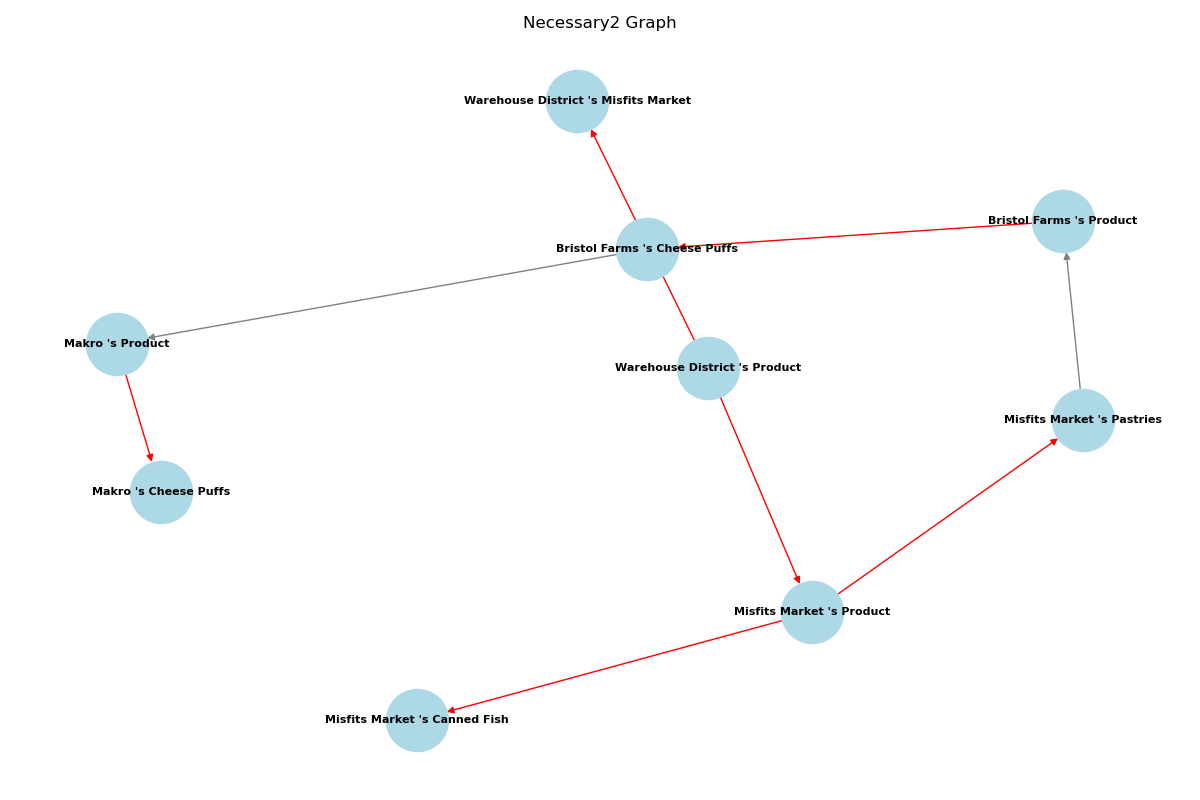 Necessary2 Graph
Warehouse District 's Misfits Market
Bristol Farms 's Product
Bristol Farms 's Cheese Puffs
Makro 's Product
Warehouse District 's Product
Misfits Market 's Pastries
Makro 's Cheese Puffs
Misfits Market 's Product
Misfits Market 's Canned Fish